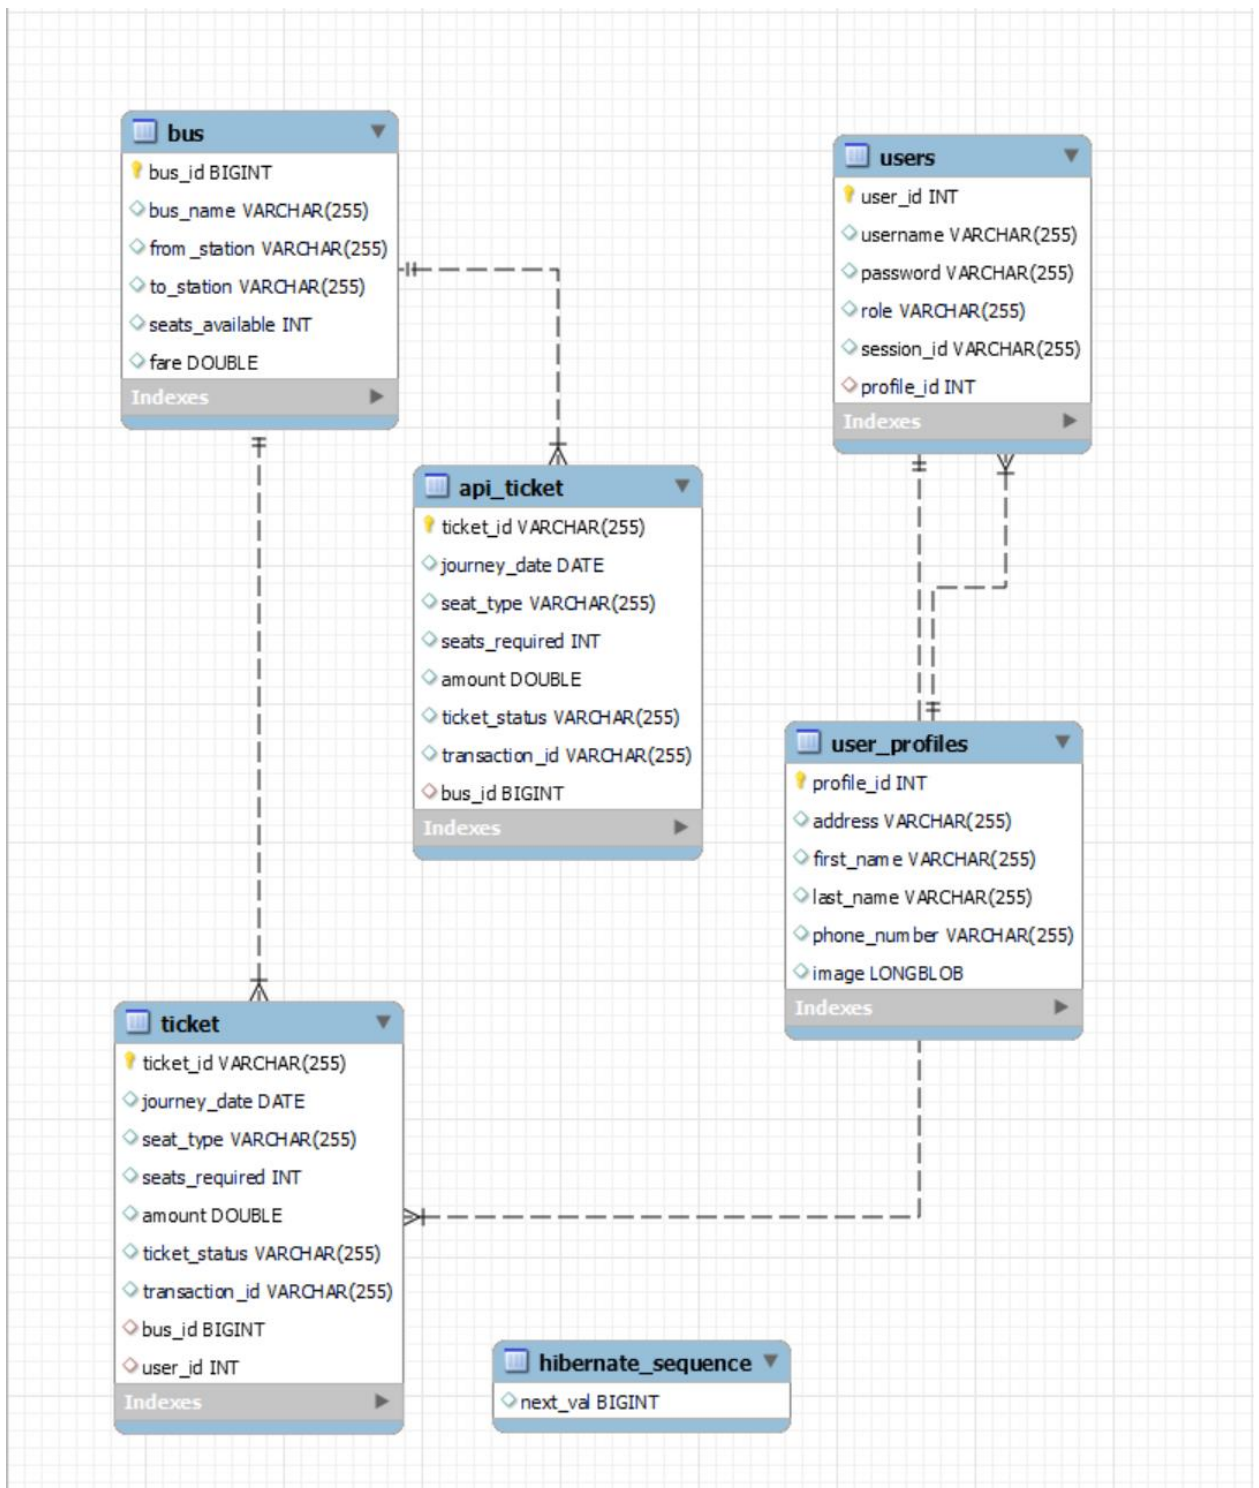 bus
bus_id BIGINT
bus_name VARCHAR(255)
from_station VARCHAR(255)
to_station VARCHAR(255)
seats_available INT
fare DOUBLE
Indexes
users
user_id INT
username VARCHAR(255)
password VARCHAR(255)
role VARCHAR(255)
session_id VARCHAR(255)
profile_id INT
Indexes
api_ticket
ticket_id VARCHAR(255)
journey_date DATE
seat_type VARCHAR(255)
seats_required INT
amount DOUBLE
ticket_status VARCHAR(255)
transaction_id VARCHAR(255)
bus_id BIGINT
Indexes
user_profiles
profile_id INT
address VARCHAR(255)
first_name VARCHAR(255)
last_name VARCHAR(255)
phone_number VARCHAR(255)
image LONGBLOB
Indexes
ticket
ticket_id VARCHAR(255)
journey_date DATE
seat_type VARCHAR(255)
seats_required INT
amount DOUBLE
ticket_status VARCHAR(255)
transaction_id VARCHAR(255)
bus_id BIGINT
user_id INT
Indexes
hibernate_sequence
next_val BIGINT